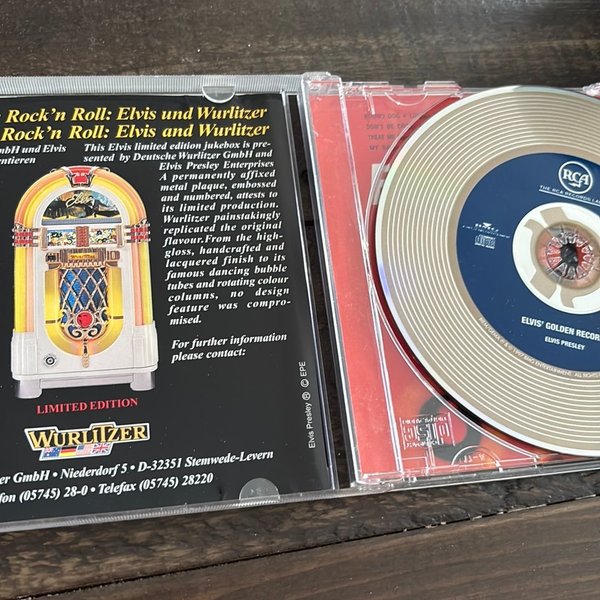 Rock'n Roll: Elvis und Wurlitzer
Rock'n Roll: Elvis and Wurlitzer
mbH und Elvis
entieren
This Elvis limited edition jukebox is pre-
sented by Deutsche Wurlitzer GmbH and
Elvis Presley Enterprises
A permanently affixed
metal plaque, embossed
and numbered, attests to
its limited production.
Wurlitzer painstakingly
replicated the original
flavour.From the high-
gloss, handcrafted and
lacquered finish to its
famous dancing bubble
tubes and rotating colour
columns, no design
feature was compro-
mised.
For further information
please contact:
Elvis
WURLITZER
LIMITED EDITION
WURLITZER
er GmbH • Niederdorf 5 • D-32351 Stemwede-Levern
fon (05745) 28-0 • Telefax (05745) 28220
Elvis Presley ® © EPE
RCA
THE RCA RECORDS LA
BMG
ELVIS' GOLDEN RECOR
ELVIS PRESLEY